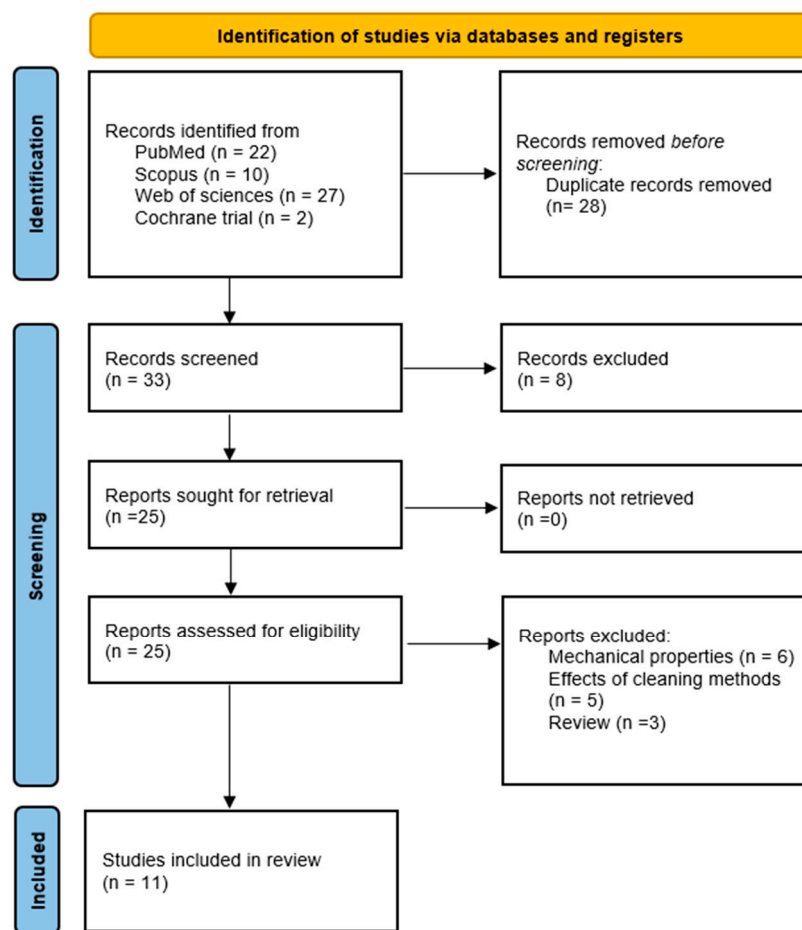 Identification of studies via databases and registers
Identification
Records identified from
PubMed (n = 22)
Scopus (n = 10)
Web of sciences (n = 27)
Cochrane trial (n = 2)
Records removed before
screening:
Duplicate records removed
(n= 28)
Screening
Records screened
(n = 33)
Records excluded
(n = 8)
Reports sought for retrieval
(n =25)
Reports not retrieved
(n =0)
Reports assessed for eligibility
(n = 25)
Reports excluded:
Mechanical properties (n = 6)
Effects of cleaning methods
(n = 5)
Review (n =3)
Included
Studies included in review
(n = 11)